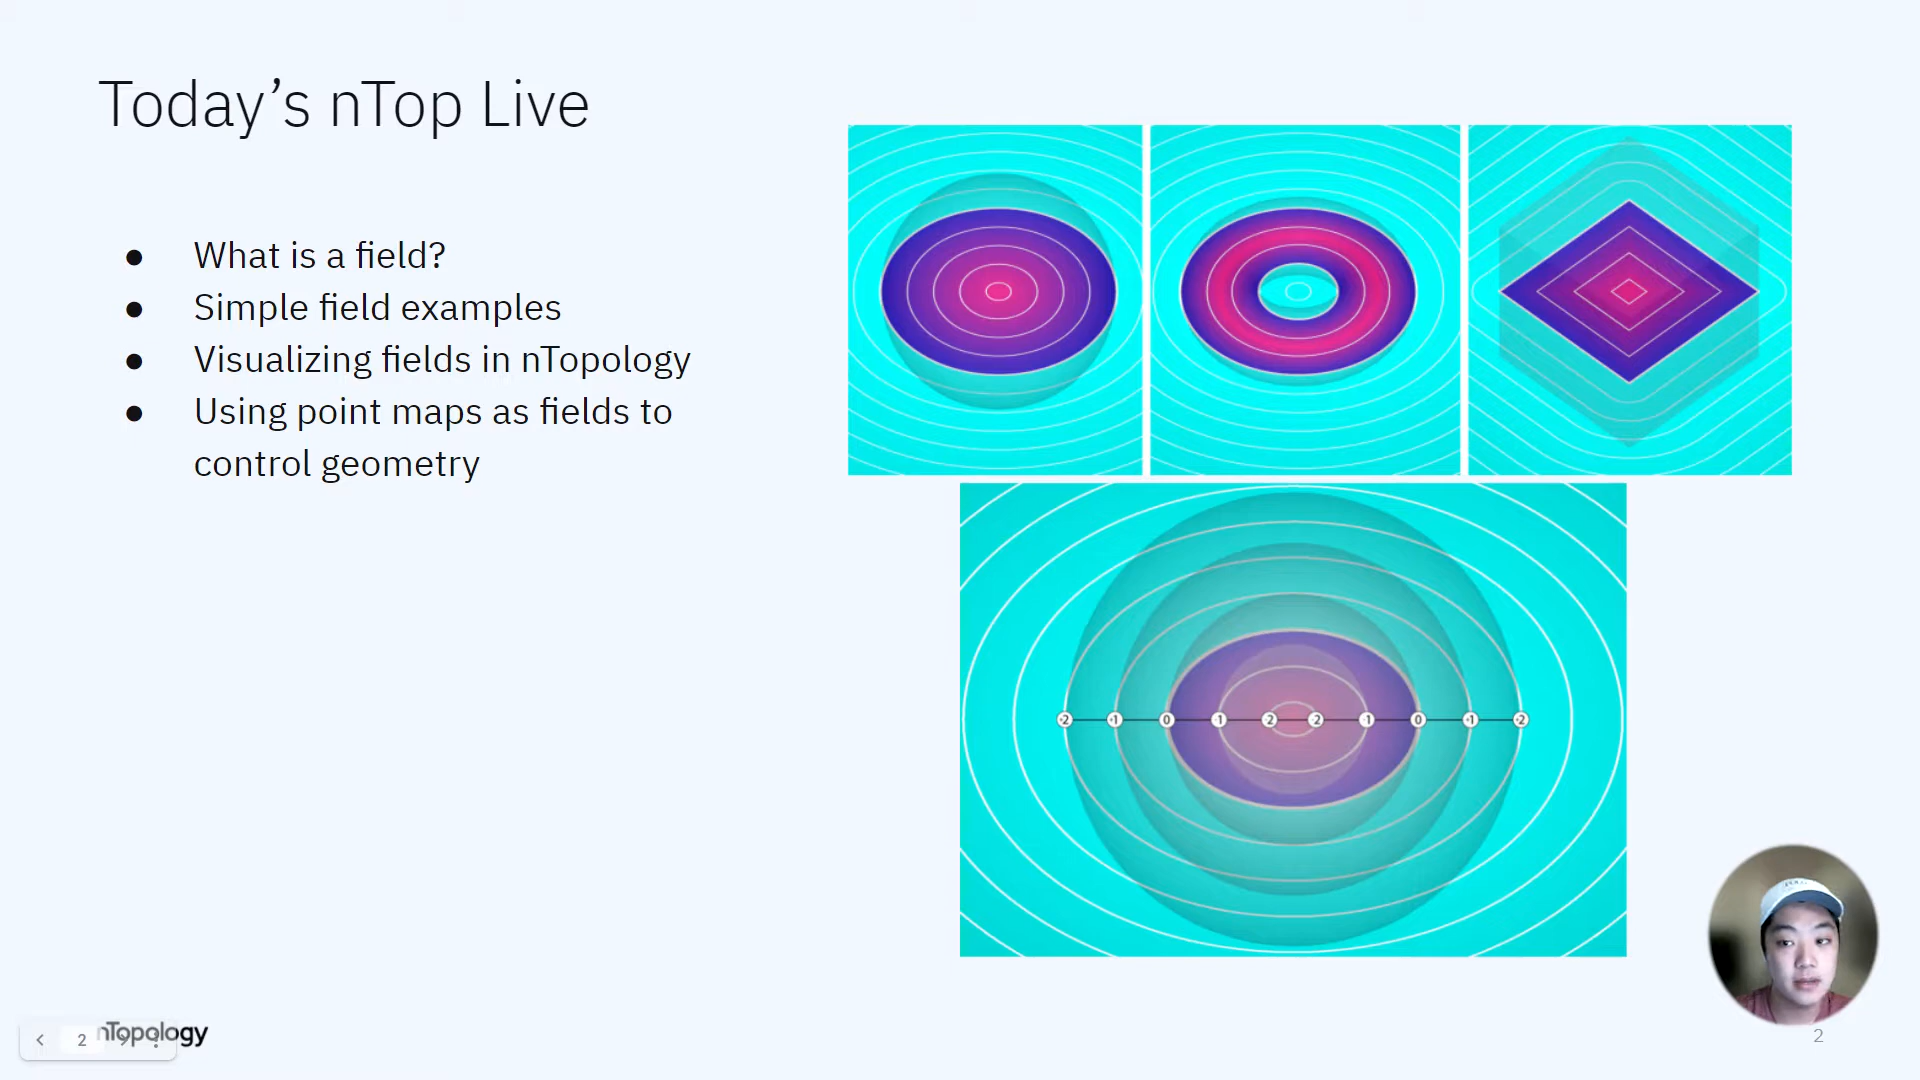 Today’s nTop Live
● What is a field?
● Simple field examples
● Visualizing fields in nTopology
● Using point maps as fields to
control geometry
-2 -1 0 1 2 2 1 0 -1 -2
2 nTopology
2